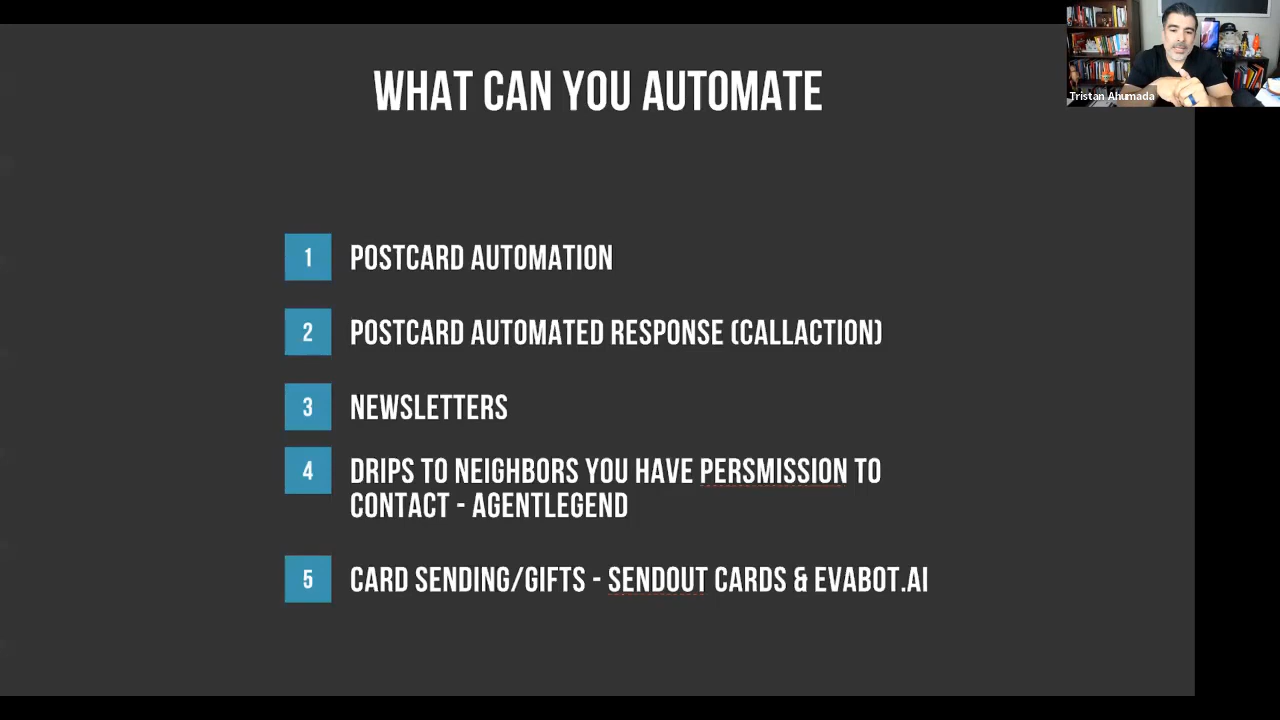 WHAT CAN YOU AUTOMATE
Tristan Ahumada
1 POSTCARD AUTOMATION
2 POSTCARD AUTOMATED RESPONSE (CALLACTION)
3 NEWSLETTERS
4 DRIPS TO NEIGHBORS YOU HAVE PERSMISSION TO
CONTACT - AGENTLEGEND
5 CARD SENDING/GIFTS - SENDOUT CARDS & EVABOT.AI